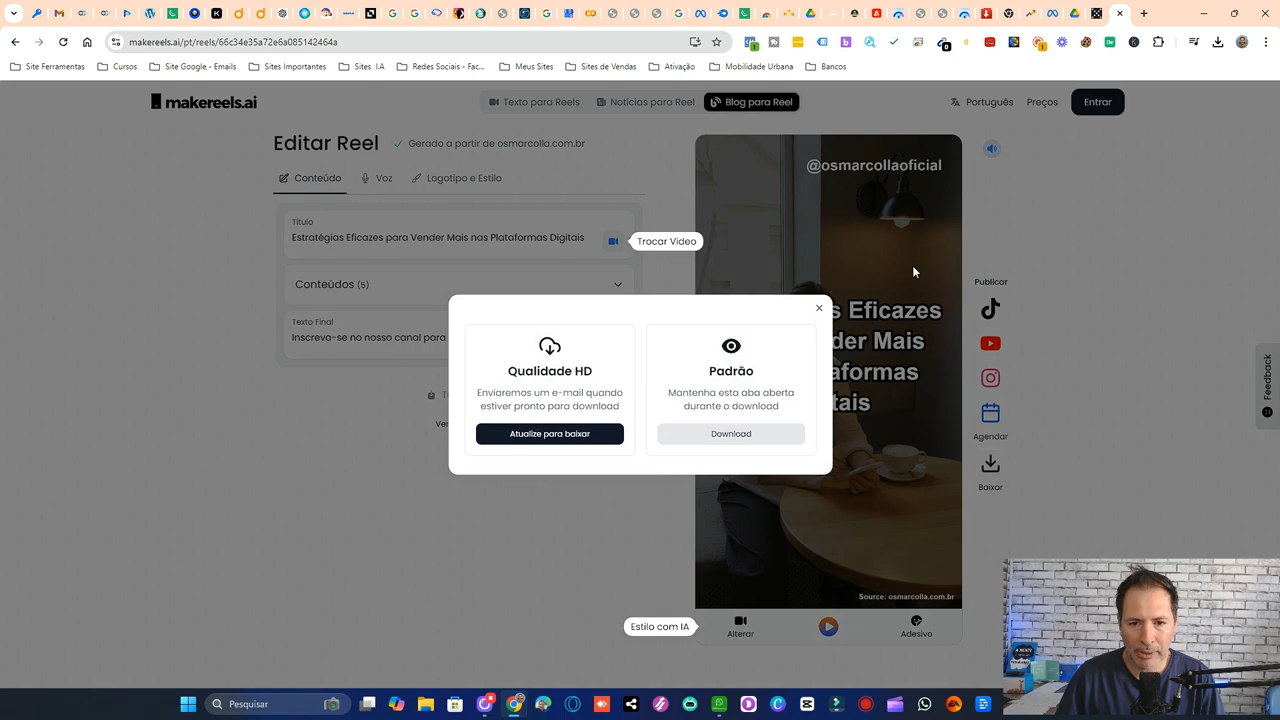 makereels.ai/pt/reels/66c34e35a72e6a085142464a
Site Ferramentas
Cursos
Site Google - Emails
Sites Importantes
Sites I.A
Redes Sociais - Fac...
Meus Sites
Sites de Vendas
Ativação
Mobilidade Urbana
Bancos
makereels.ai
Texto para Reels
Notícias para Reel
Blog para Reel
Português
Preços
Entrar
Editar Reel
Gerado a partir de osmarcolla.com.br
Conteúdo
Voz
Logotipo e Estilo
Título
Estratégias Eficazes para Vender Mais nas Plataformas Digitais
Trocar Vídeo
Conteúdos (5)
Texto Final
Inscreva-se no nosso canal para
@osmarcollaoficial
s Eficazes
der Mais
aformas
tais
Source: osmarcolla.com.br
Qualidade HD
Enviaremos um e-mail quando
estiver pronto para download
Atualize para baixar
Padrão
Mantenha esta aba aberta
durante o download
Download
Publicar
Agendar
Baixar
Feedback
Estilo com IA
Alterar
Adesivo
Pesquisar